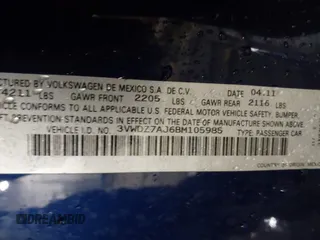 CTURED BY VOLKSWAGEN DE MEXICO S.A. DE C.V. DATE 04.11
4211 LBS GAWR FRONT 2205 LBS GAWR REAR 2116 LBS
VEHICLE CONFORMS TO ALL APPLICABLE U.S. FEDERAL MOTOR VEHICLE SAFETY, BUMPER
FT PREVENTION STANDARDS IN EFFECT ON THE DATE OF MANUFACTURE SHOWN ABOVE.
VEHICLE I.D. NO.: 3VWDZ7AJ6BM105985 TYPE: PASSENGER CAR
DREAMBID